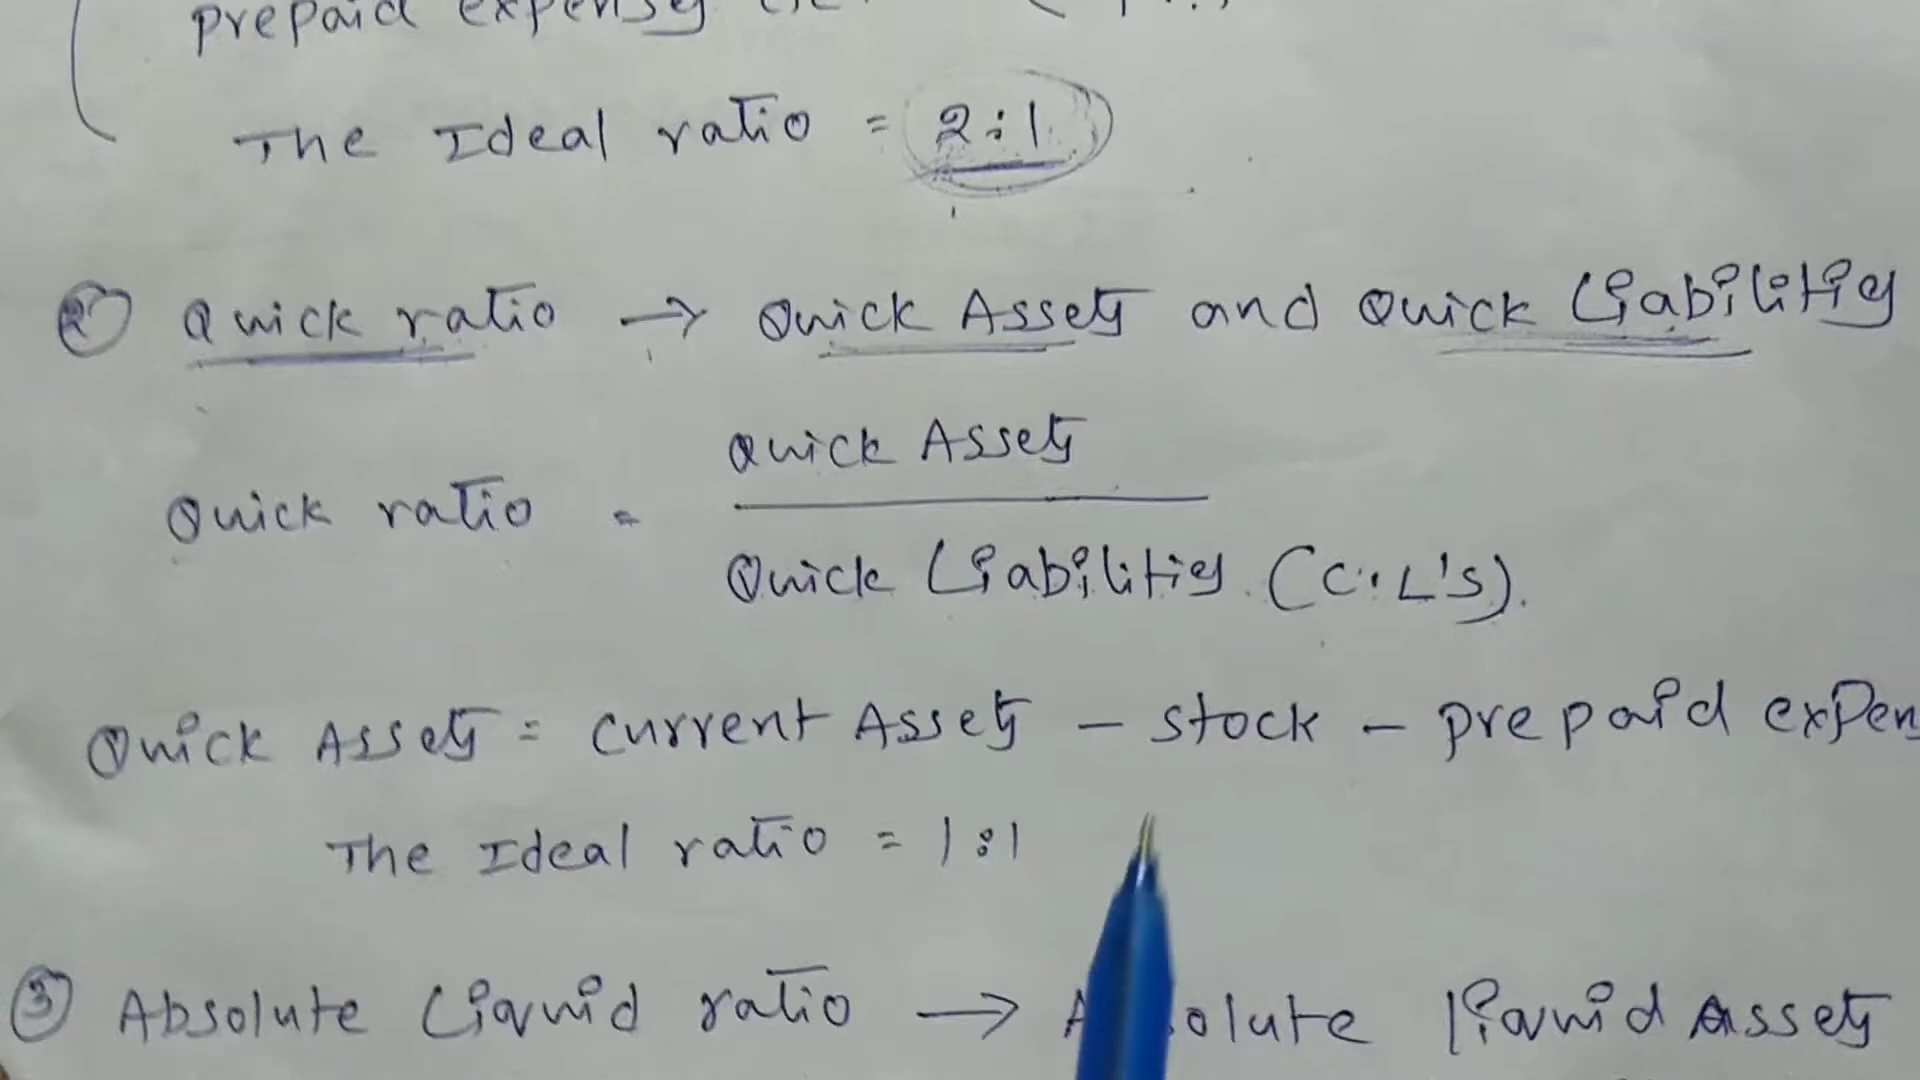 prepaid expenses
The Ideal ratio = 2:1
② Quick ratio → Quick Assets and Quick Liabilities
Quick Assets
Quick ratio =
Quick Liabilities (C.L's).
Quick Assets = current Assets - stock - prepaid expen
The Ideal ratio = 1:1
③ Absolute Liquid ratio → A olute liquid Assets